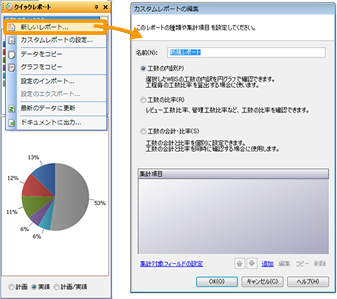 クイックレポート
新しいレポート...
カスタムレポートの設定...
データをコピー
グラフをコピー
設定のインポート...
設定のエクスポート...
最新のデータに更新
ドキュメントに出力...
13%
12%
11%
6%
6%
53%
計画 実績 計画/実績
カスタムレポートの編集
このレポートの種類や集計項目を設定してください。
名前(N): 新規レポート
工数の内訳(P)
選択したWBSの工数の内訳を円グラフで確認できます。
工程毎の工数比率を算出する場合に使います。
工数の比率(R)
レビュー工数比率、管理工数比率など、工数の比率を確認できます。
工数の合計・比率(S)
工数の合計と比率を個別に設定できます。
工数の合計と比率を同時に確認する場合に使用します。
集計項目
集計対象フィールドの設定
追加 編集 コピー 削除
OK(O) キャンセル(C) ヘルプ(H)